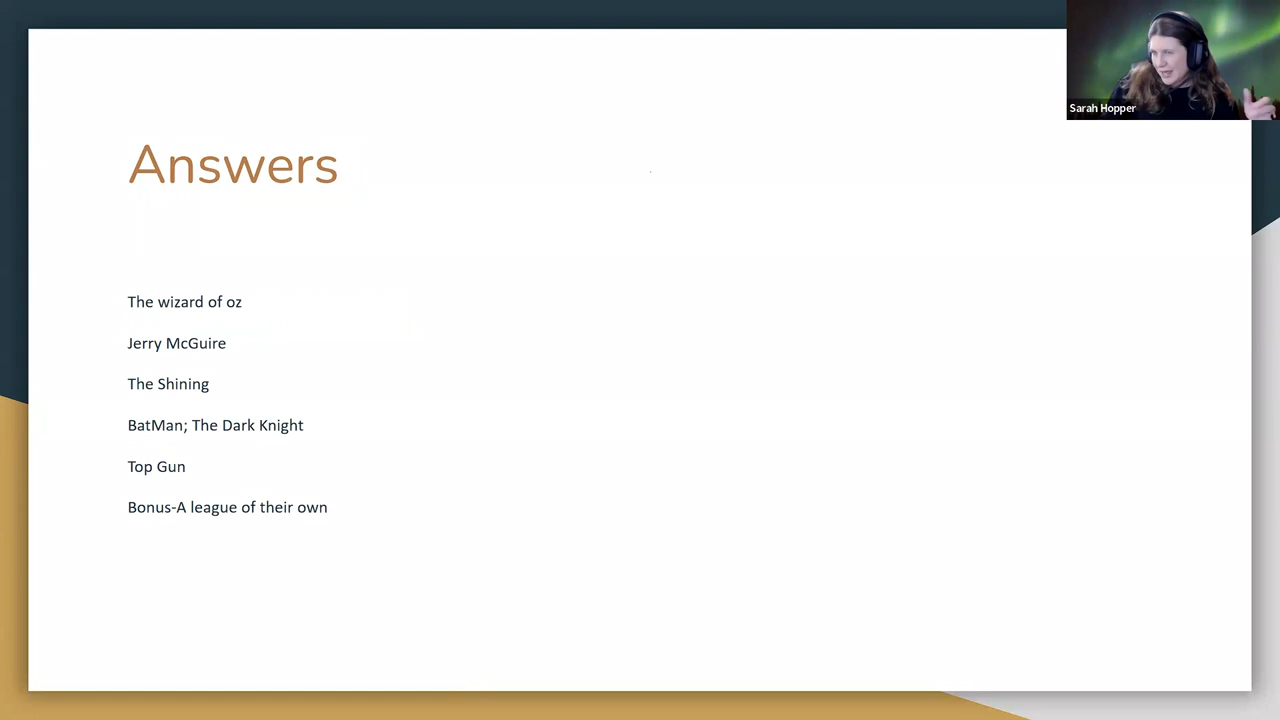 Sarah Hopper
Answers
The wizard of oz
Jerry McGuire
The Shining
BatMan; The Dark Knight
Top Gun
Bonus-A league of their own